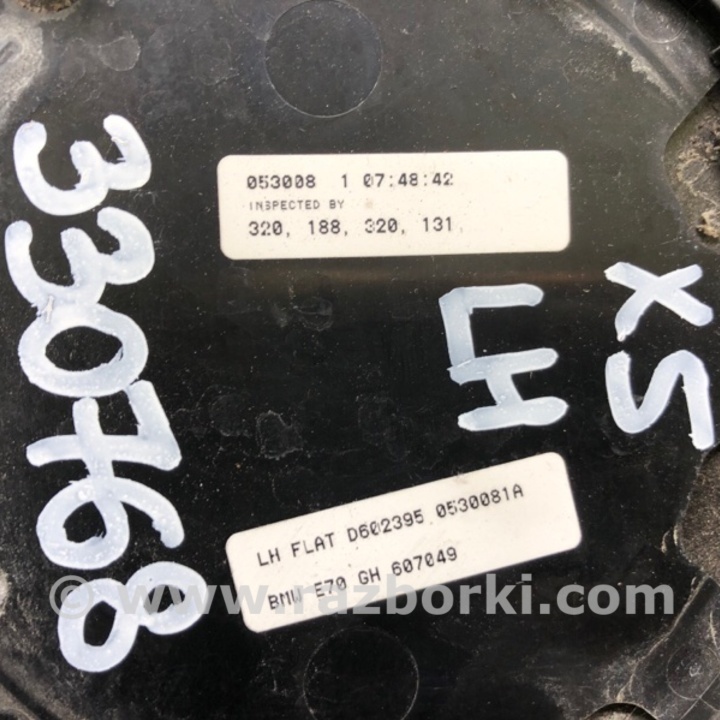 330768
053008 1 07:48:42
INSPECTED BY
320, 188, 320, 131,
X5
LH
LH FLAT D602395 0530081A
BMW-E70 GH 607049
© www.razborki.com